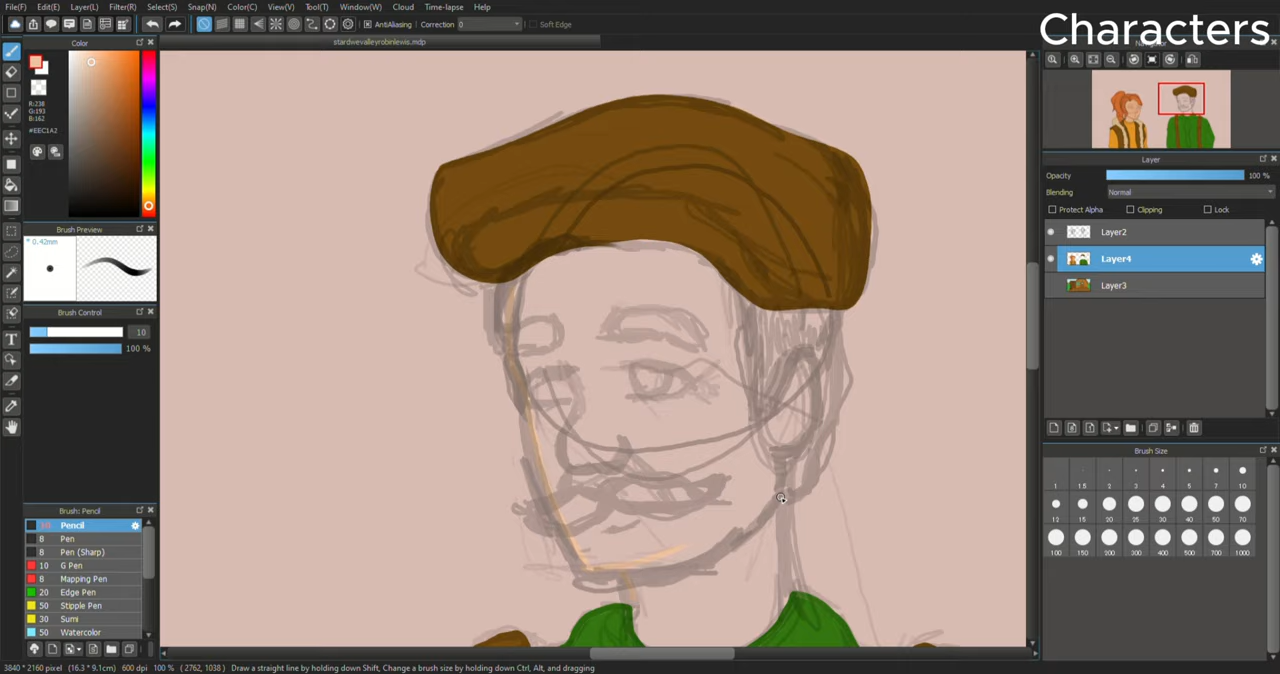 File(F) Edit(E) Layer(L) Filter(R) Select(S) Snap(N) Color(C) View(V) Tool(T) Window(W) Cloud Time-lapse Help
Characters
AntiAliasing Correction 0 Soft Edge
Color
stardwevalleyrobinlewis.mdp
R:238
G:193
B:162
#EEC1A2
Brush Preview
* 0.42mm
Brush Control
10
100 %
Brush: Pencil
10 Pencil
8 Pen
8 Pen (Sharp)
10 G Pen
8 Mapping Pen
20 Edge Pen
50 Stipple Pen
30 Sumi
50 Watercolor
Layer
Opacity 100 %
Blending Normal
Protect Alpha Clipping Lock
Layer2
Layer4
Layer3
Brush Size
1 1.5 2 3 4 5 7 10
12 15 20 25 30 40 50 70
100 150 200 300 400 500 700 1000
3840 * 2160 pixel (16.3 * 9.1cm) 600 dpi 100 % ( 2762, 1038 ) Draw a straight line by holding down Shift, Change a brush size by holding down Ctrl, Alt, and dragging